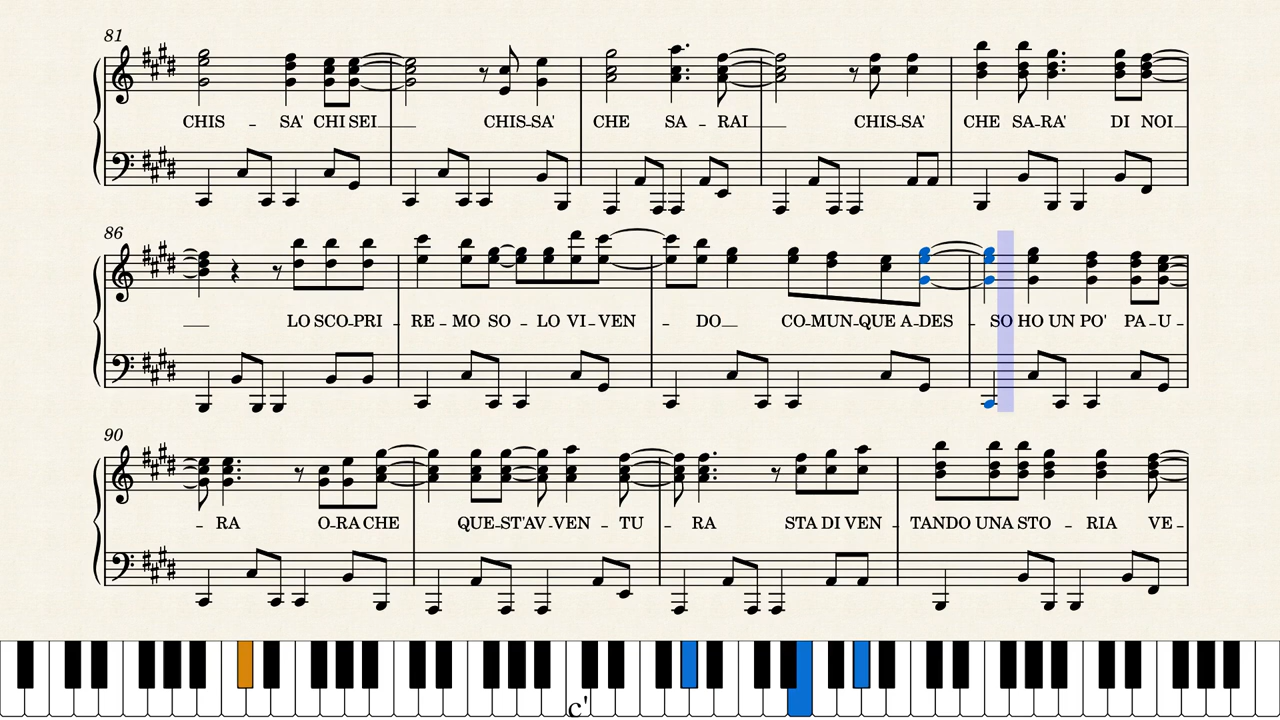 81
CHIS - SA' CHI SEI CHIS-SA' CHE SA - RAI CHIS-SA' CHE SA-RA' DI NOI
86
LO SCO-PRI - RE - MO SO - LO VI-VEN - DO CO-MUN-QUE A-DES - SO HO UN PO' PA-U-
90
- RA O-RA CHE QUE-ST'AV-VEN - TU - RA STA DI VEN - TANDO UNA STO - RIA VE-
c'